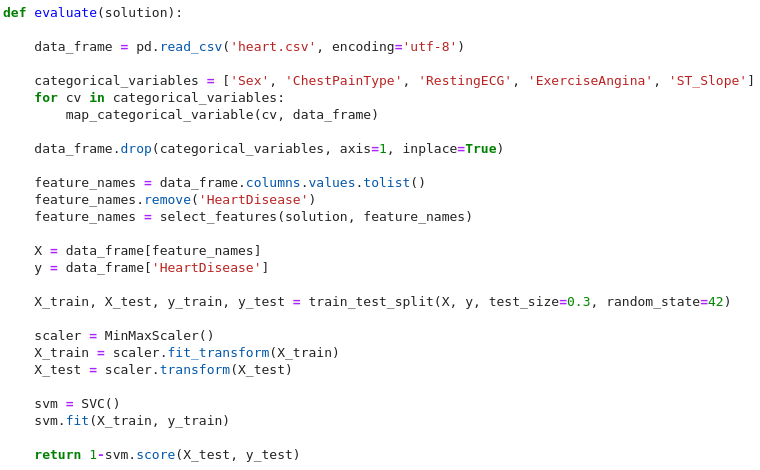 def evaluate(solution):
    data_frame = pd.read_csv('heart.csv', encoding='utf-8')
    categorical_variables = ['Sex', 'ChestPainType', 'RestingECG', 'ExerciseAngina', 'ST_Slope']
    for cv in categorical_variables:
        map_categorical_variable(cv, data_frame)
    data_frame.drop(categorical_variables, axis=1, inplace=True)
    feature_names = data_frame.columns.values.tolist()
    feature_names.remove('HeartDisease')
    feature_names = select_features(solution, feature_names)
    X = data_frame[feature_names]
    y = data_frame['HeartDisease']
    X_train, X_test, y_train, y_test = train_test_split(X, y, test_size=0.3, random_state=42)
    scaler = MinMaxScaler()
    X_train = scaler.fit_transform(X_train)
    X_test = scaler.transform(X_test)
    svm = SVC()
    svm.fit(X_train, y_train)
    return 1-svm.score(X_test, y_test)